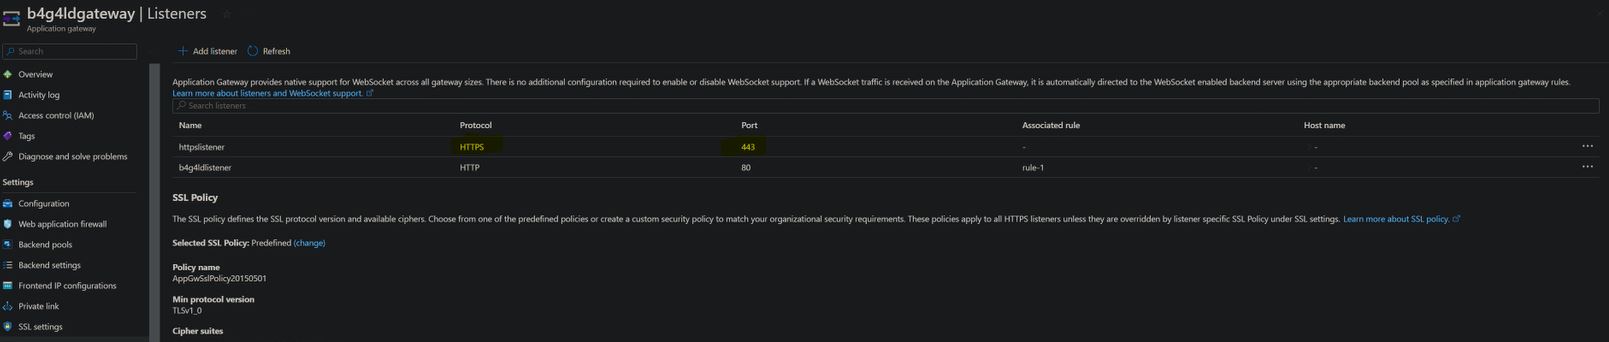 b4g4ldgateway | Listeners
Application gateway
Search
Add listener
Refresh
Overview
Activity log
Access control (IAM)
Tags
Diagnose and solve problems
Settings
Configuration
Web application firewall
Backend pools
Backend settings
Frontend IP configurations
Private link
SSL settings
Application Gateway provides native support for WebSocket across all gateway sizes. There is no additional configuration required to enable or disable WebSocket support. If a WebSocket traffic is received on the Application Gateway, it is automatically directed to the WebSocket enabled backend server using the appropriate backend pool as specified in application gateway rules.
Learn more about listeners and WebSocket support.
Search listeners
Name Protocol Port Associated rule Host name
httpslistener HTTPS 443 - -
b4g4ldlistener HTTP 80 rule-1 -
SSL Policy
The SSL policy defines the SSL protocol version and available ciphers. Choose from one of the predefined policies or create a custom security policy to match your organizational security requirements. These policies apply to all HTTPS listeners unless they are overridden by listener specific SSL Policy under SSL settings. Learn more about SSL policy.
Selected SSL Policy: Predefined (change)
Policy name
AppGwSslPolicy20150501
Min protocol version
TLSv1_0
Cipher suites